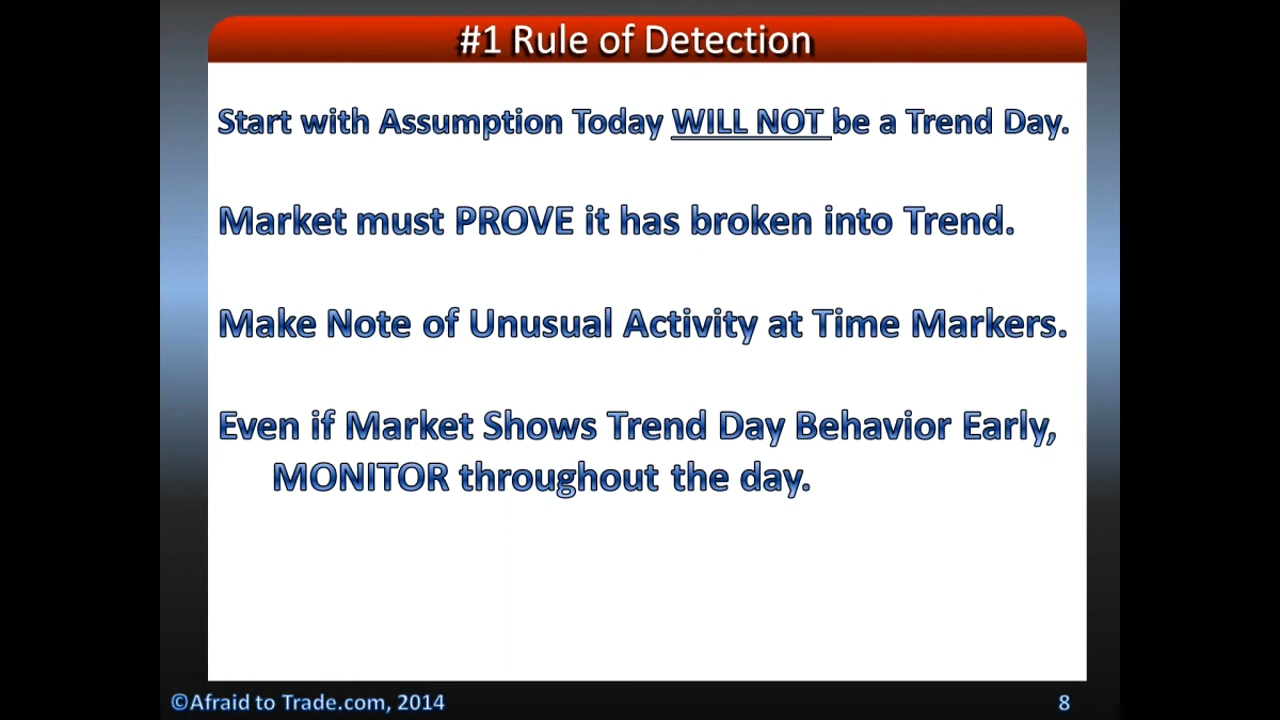 #1 Rule of Detection
Start with Assumption Today WILL NOT be a Trend Day.
Market must PROVE it has broken into Trend.
Make Note of Unusual Activity at Time Markers.
Even if Market Shows Trend Day Behavior Early,
MONITOR throughout the day.
©Afraid to Trade.com, 2014
8